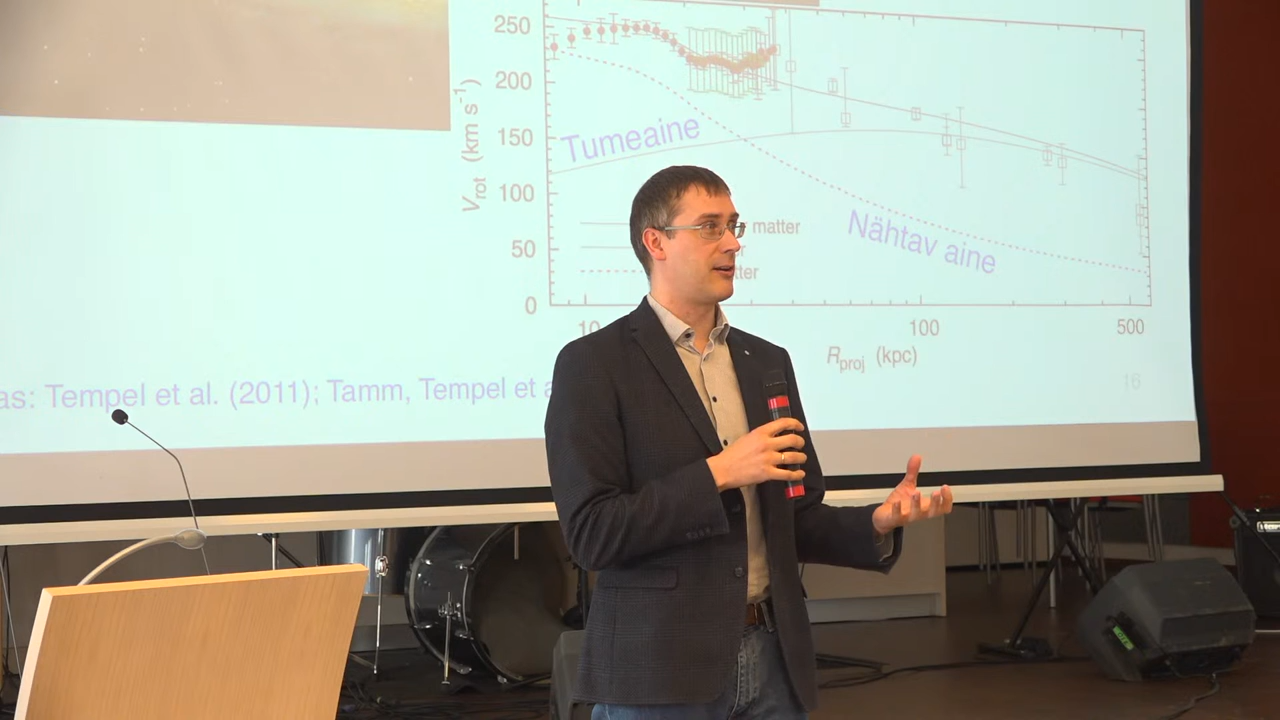 250
200
150
100
50
0
V rot (km s-1)
Tumeaine
Nähtav aine
matter
10
100
500
Rproj (kpc)
Tempel et al. (2011); Tamm, Tempel et
16